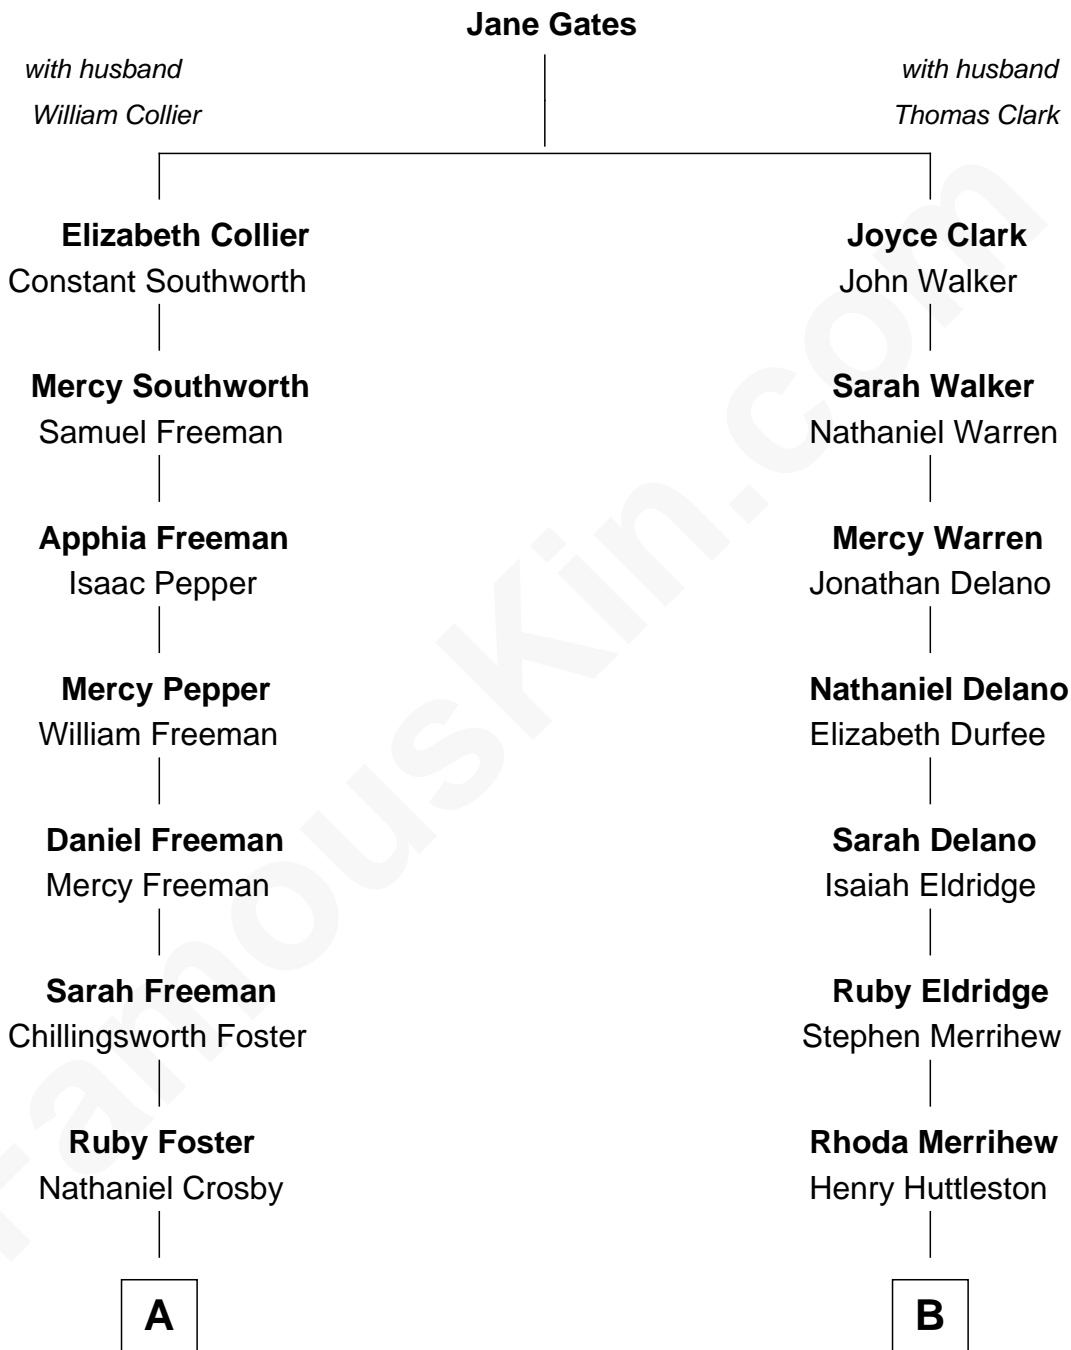 Jane Gates
with husband
William Collier
with husband
Thomas Clark
Elizabeth Collier
Constant Southworth
Joyce Clark
John Walker
Mercy Southworth
Samuel Freeman
Sarah Walker
Nathaniel Warren
Apphia Freeman
Isaac Pepper
Mercy Warren
Jonathan Delano
Mercy Pepper
William Freeman
Nathaniel Delano
Elizabeth Durfee
Daniel Freeman
Mercy Freeman
Sarah Delano
Isaiah Eldridge
Sarah Freeman
Chillingsworth Foster
Ruby Eldridge
Stephen Merrihew
Ruby Foster
Nathaniel Crosby
Rhoda Merrihew
Henry Huttleston
A
B
FamousKin.com